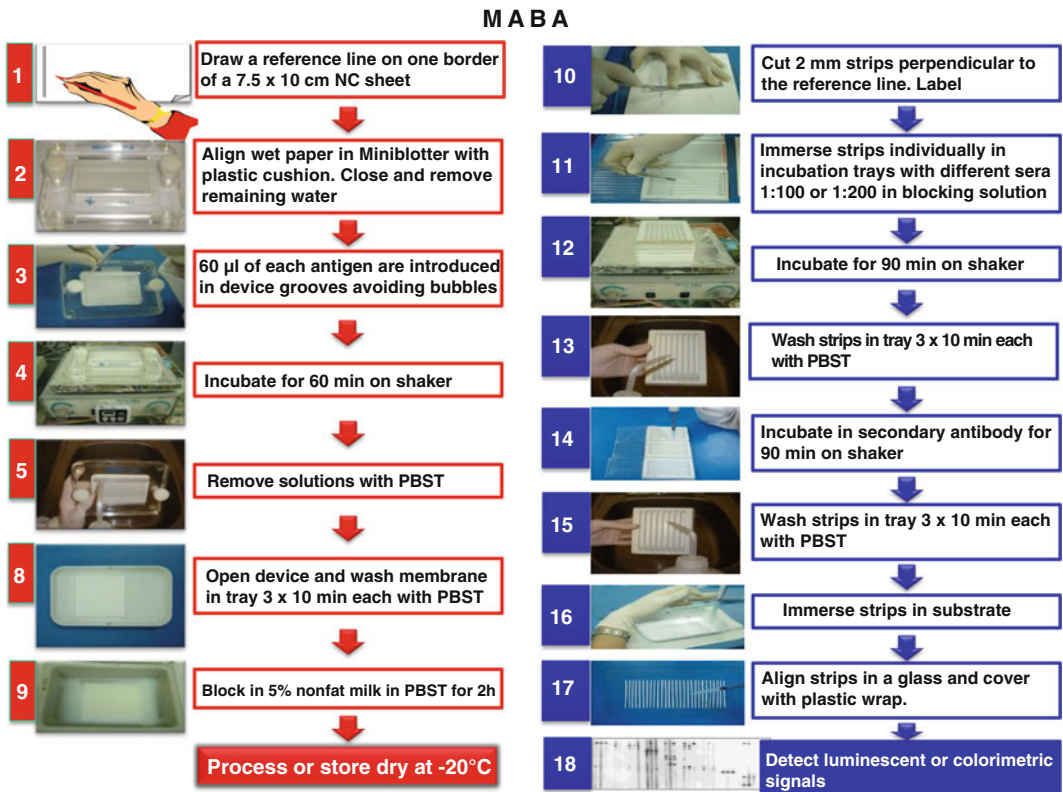 MABA
1
Draw a reference line on one border
of a 7.5 x 10 cm NC sheet
2
Align wet paper in Miniblotter with
plastic cushion. Close and remove
remaining water
3
60 µl of each antigen are introduced
in device grooves avoiding bubbles
4
Incubate for 60 min on shaker
5
Remove solutions with PBST
8
Open device and wash membrane
in tray 3 x 10 min each with PBST
9
Block in 5% nonfat milk in PBST for 2h
Process or store dry at -20°C
10
Cut 2 mm strips perpendicular to
the reference line. Label
11
Immerse strips individually in
incubation trays with different sera
1:100 or 1:200 in blocking solution
12
Incubate for 90 min on shaker
13
Wash strips in tray 3 x 10 min each
with PBST
14
Incubate in secondary antibody for
90 min on shaker
15
Wash strips in tray 3 x 10 min each
with PBST
16
Immerse strips in substrate
17
Align strips in a glass and cover
with plastic wrap.
18
Detect luminescent or colorimetric
signals